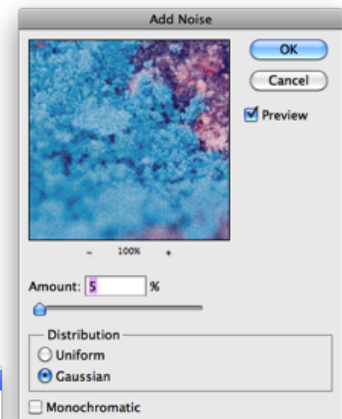 Add Noise
OK
Cancel
Preview
- 100% +
Amount: 5 %
Distribution
Uniform
Gaussian
Monochromatic